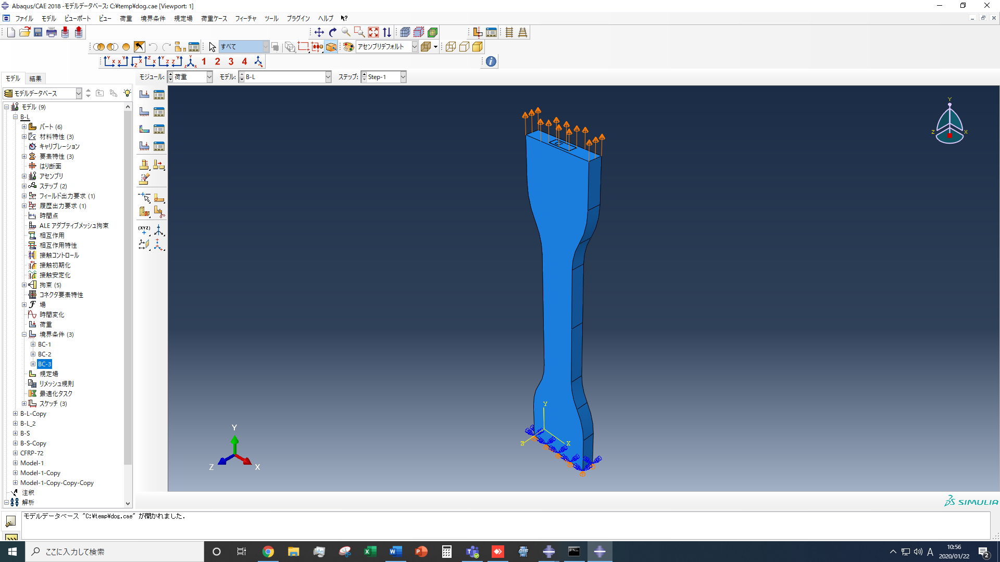 Abaqus/CAE 2018 -モデルデータベース: C:¥temp¥dog.cae [Viewport: 1]
ファイル モデル ビューポート ビュー 荷重 境界条件 規定場 荷重ケース フィーチャ ツール プラグイン ヘルプ
すべて
アセンブリデフォルト
1 2 3 4
モデル 結果
モジュール: 荷重 モデル: B-L ステップ: Step-1
モデルデータベース
モデル (9)
B-L
パート (6)
材料特性 (3)
キャリブレーション
要素特性 (3)
はり断面
アセンブリ
ステップ (2)
フィールド出力要求 (1)
履歴出力要求 (1)
時間点
ALE アダプティブメッシュ拘束
相互作用
相互作用特性
接触コントロール
接触初期化
接触安定化
拘束 (5)
コネクタ要素特性
場
時間変化
荷重
境界条件 (3)
BC-1
BC-2
BC-3
規定場
リメッシュ規則
最適化タスク
スケッチ (3)
B-L-Copy
B-L_2
B-S
B-S-Copy
CFRP-72
Model-1
Model-1-Copy
Model-1-Copy-Copy-Copy
注釈
解析
(XYZ)
Y
Z
X
Y
Z
X
Y
Z
X
SIMULIA
モデルデータベース "C:¥temp¥dog.cae" が開かれました.
ここに入力して検索
A
10:56
2020/01/22
2